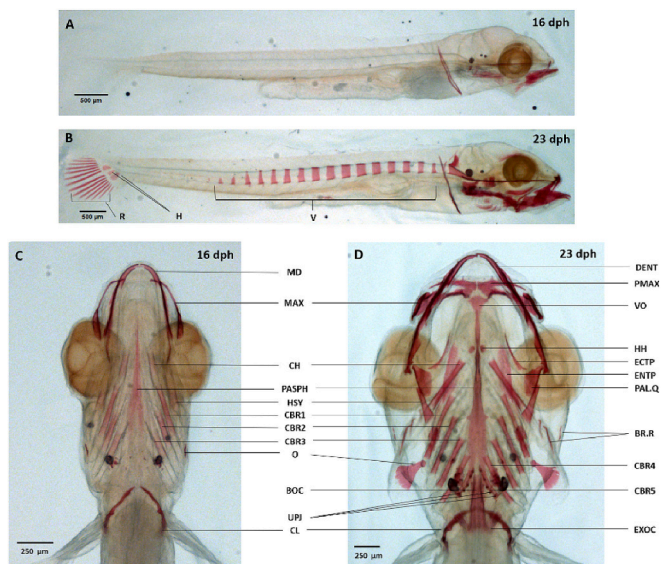 A
16 dph
500 µm
B
23 dph
500 µm
R
H
V
C
16 dph
D
23 dph
MD
MAX
CH
PASPH
HSY
CBR1
CBR2
CBR3
O
BOC
UPJ
CL
250 µm
DENT
PMAX
VO
HH
ECTP
ENTP
PAL.Q
BR.R
CBR4
CBR5
EXOC
250 µm